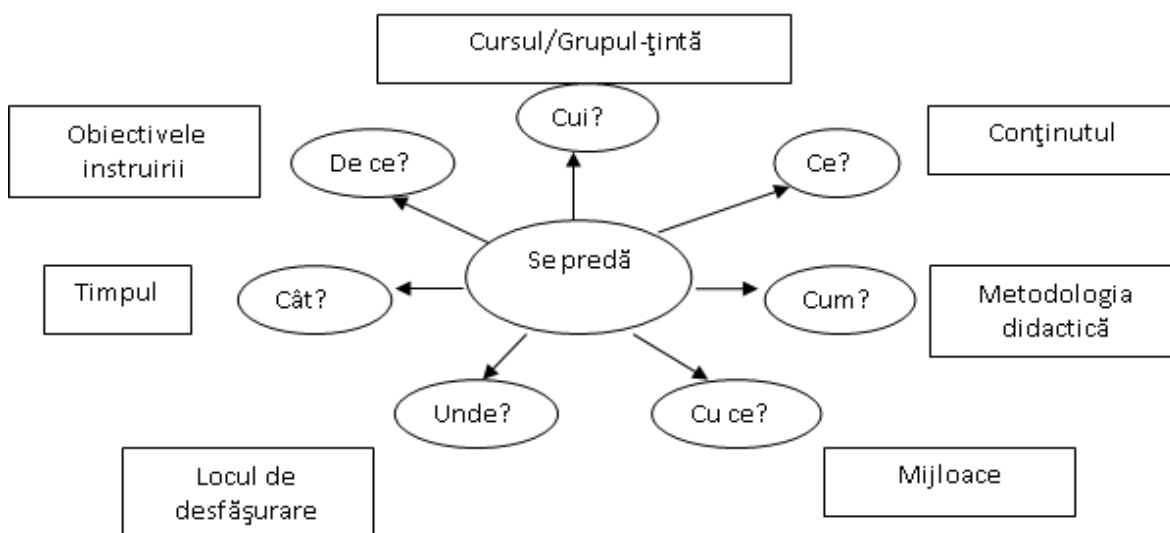 Cursul/Grupul-ţintă
Cui?
Obiectivele
instruirii
De ce?
Ce?
Conţinutul
Se predă
Timpul
Cât?
Cum?
Metodologia
didactică
Unde?
Cu ce?
Locul de
desfăşurare
Mijloace